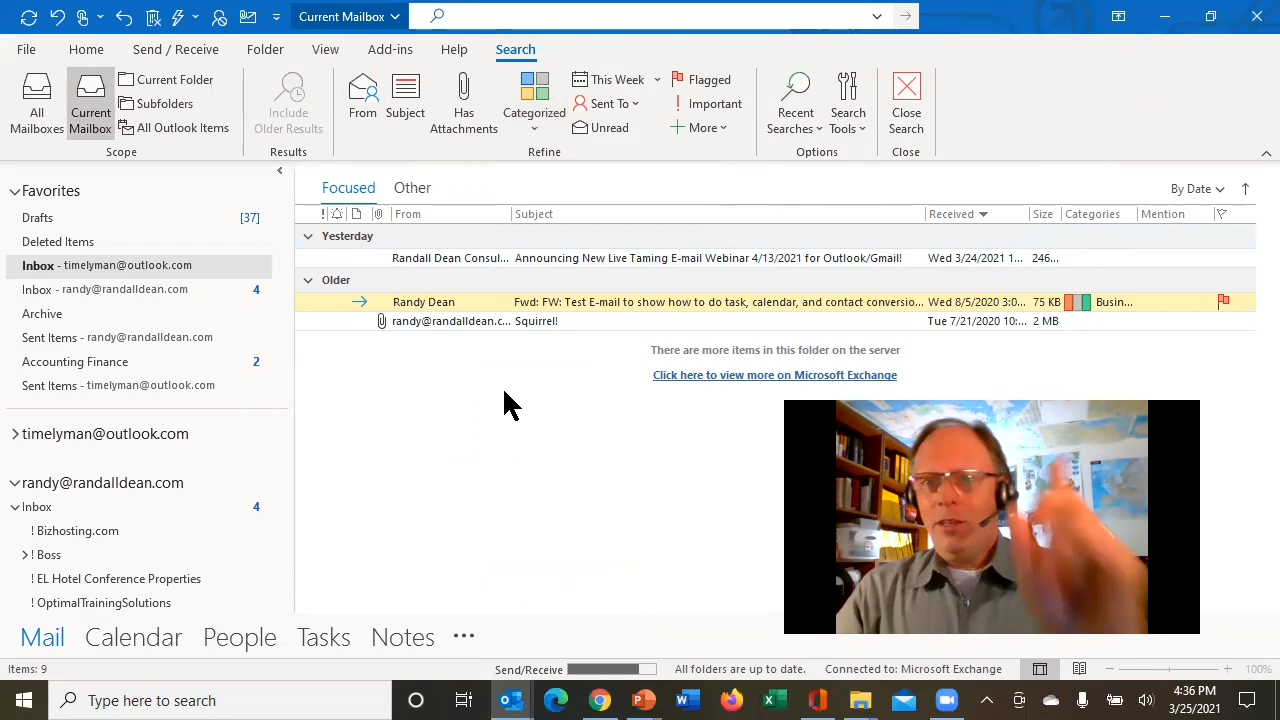 Current Mailbox
File Home Send / Receive Folder View Add-ins Help Search
All Mailboxes
Current Mailbox
Current Folder
Subfolders
All Outlook Items
Scope
Include Older Results
Results
From
Subject
Has Attachments
Categorized
This Week
Sent To
Unread
Flagged
! Important
+ More
Refine
Recent Searches
Search Tools
Options
Close Search
Close
Favorites
Drafts [37]
Deleted Items
Inbox - timelyman@outlook.com
Inbox - randy@randalldean.com 4
Archive
Sent Items - randy@randalldean.com
Accounting Finance 2
Sent Items - timelyman@outlook.com
timelyman@outlook.com
randy@randalldean.com
Inbox 4
! Bizhosting.com
! Boss
! EL Hotel Conference Properties
! OptimalTrainingSolutions
Focused Other By Date
! From Subject Received Size Categories Mention
Yesterday
Randall Dean Consul... Announcing New Live Taming E-mail Webinar 4/13/2021 for Outlook/Gmail! Wed 3/24/2021 1... 246...
Older
Randy Dean Fwd: FW: Test E-mail to show how to do task, calendar, and contact conversio... Wed 8/5/2020 3:0... 75 KB Busin...
randy@randalldean.c... Squirrel! Tue 7/21/2020 10:... 2 MB
There are more items in this folder on the server
Click here to view more on Microsoft Exchange
Mail Calendar People Tasks Notes ...
Items: 9 Send/Receive All folders are up to date. Connected to: Microsoft Exchange 100%
Type here to search
4:36 PM
3/25/2021